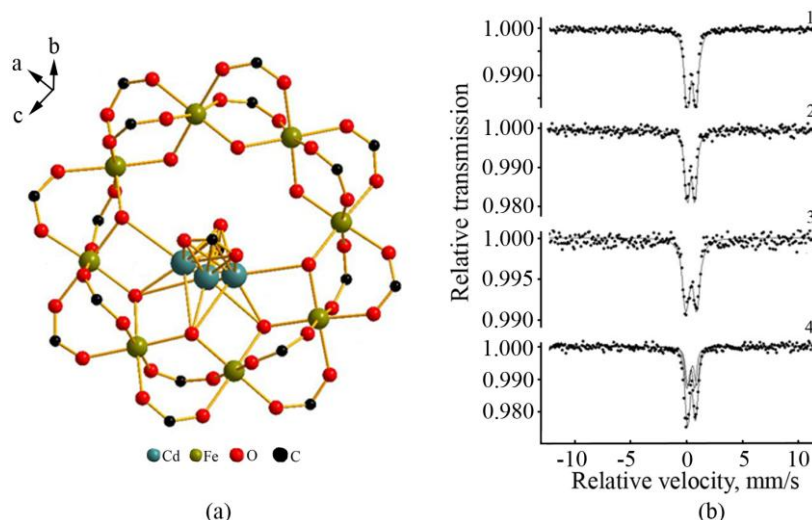 b
a
c
Cd Fe O C
(a)
1
1.000
0.990
2
1.000
0.990
0.980
3
1.000
0.995
0.990
4
1.000
0.990
0.980
Relative transmission
-10 -5 0 5 10
Relative velocity, mm/s
(b)